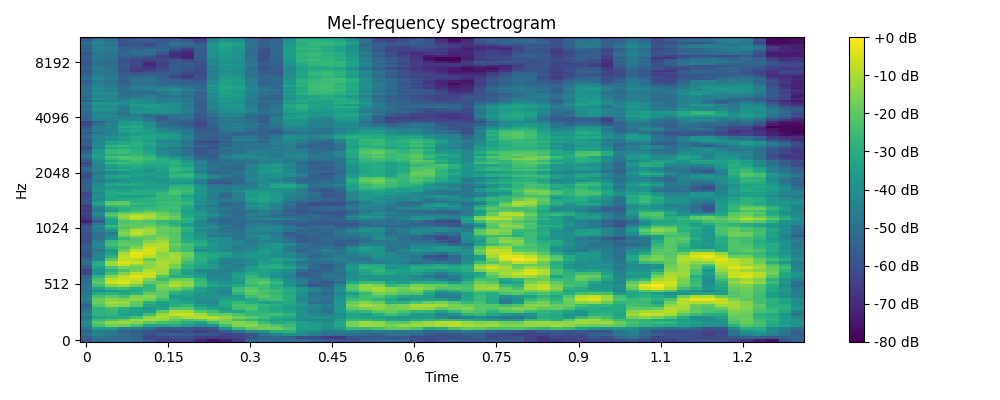 Mel-frequency spectrogram
Hz
8192
4096
2048
1024
512
0
0 0.15 0.3 0.45 0.6 0.75 0.9 1.1 1.2
Time
+0 dB
-10 dB
-20 dB
-30 dB
-40 dB
-50 dB
-60 dB
-70 dB
-80 dB